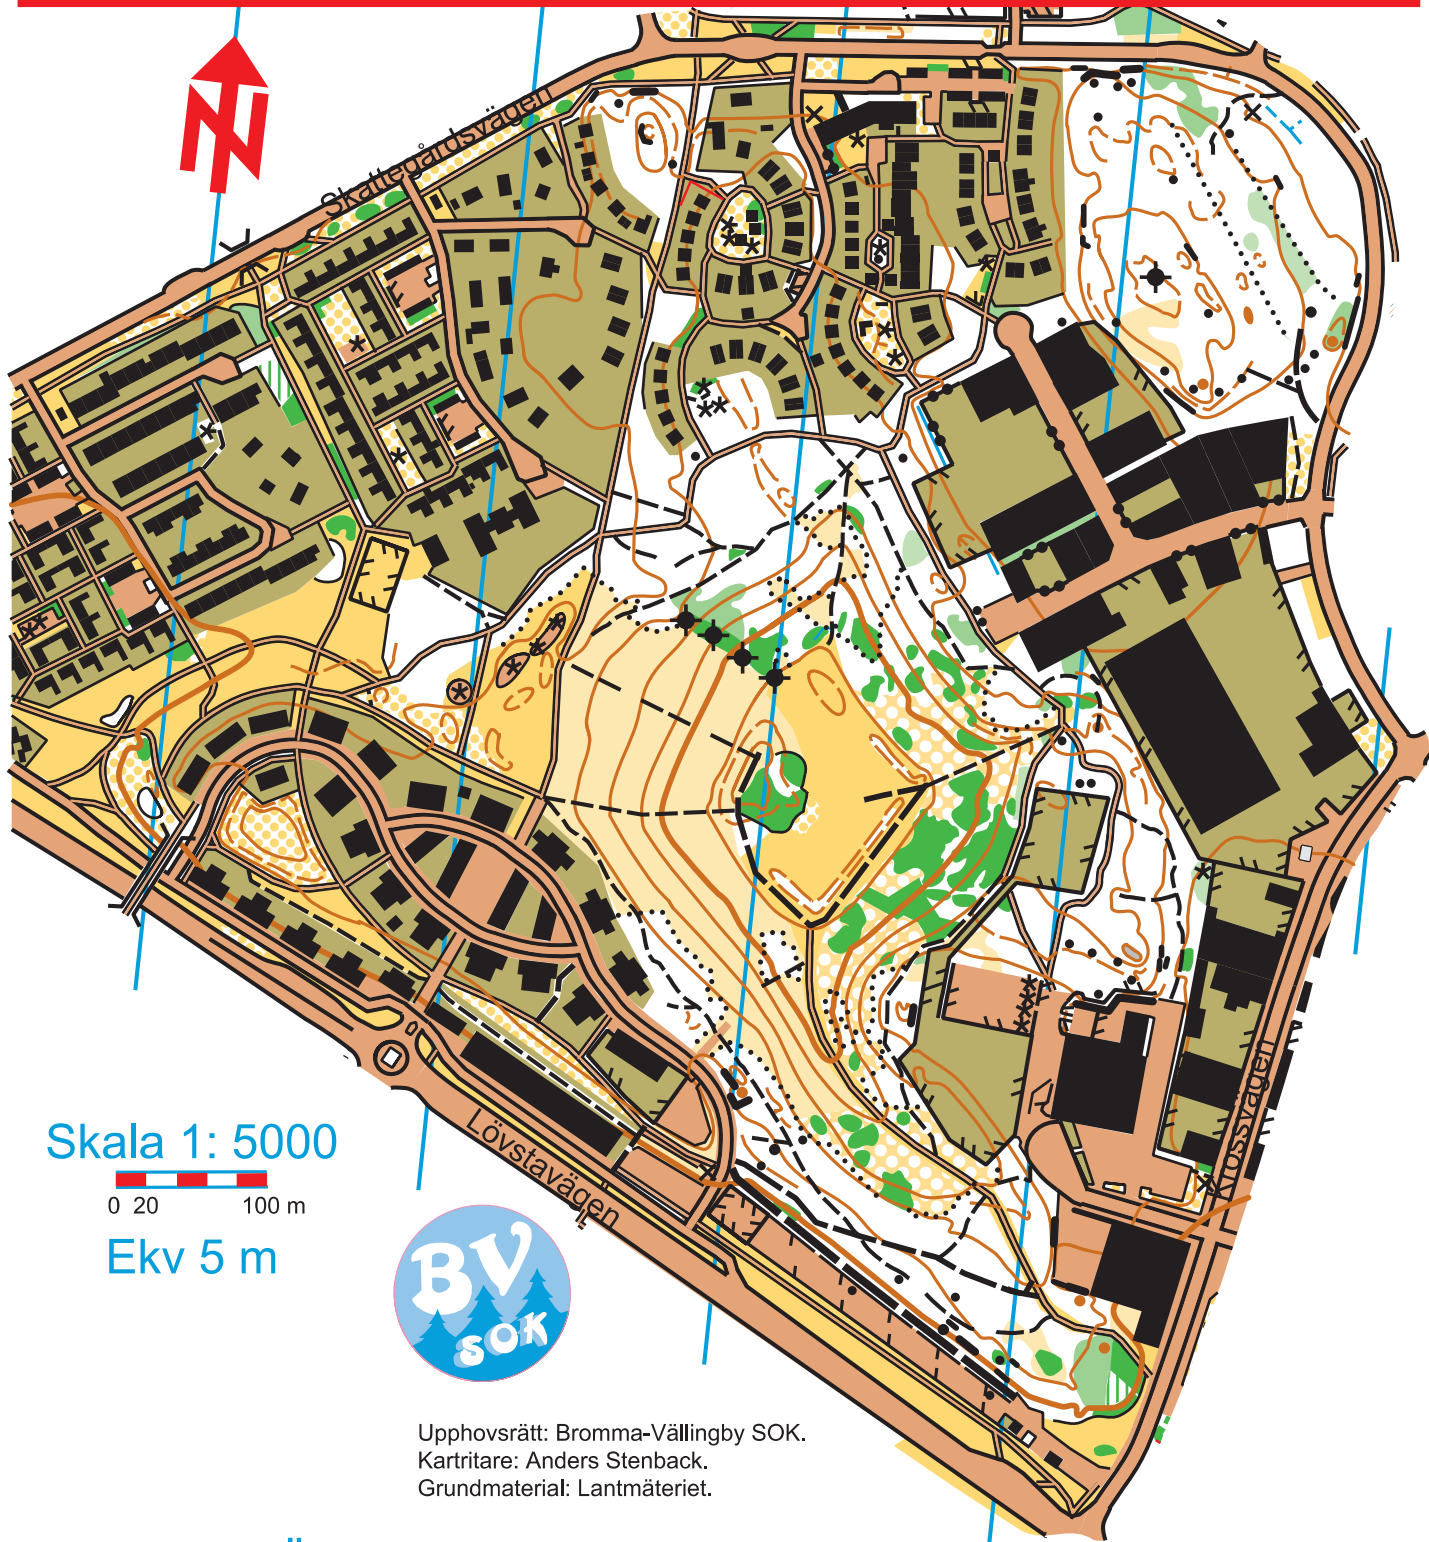 N
Skattegårdsvägen
Skala 1: 5000
0 20 100 m
Ekv 5 m
Lövstavägen
Krossvägen
BV
SOK
Upphovsrätt: Bromma-Vällingby SOK.
Kartritare: Anders Stenback.
Grundmaterial: Lantmäteriet.